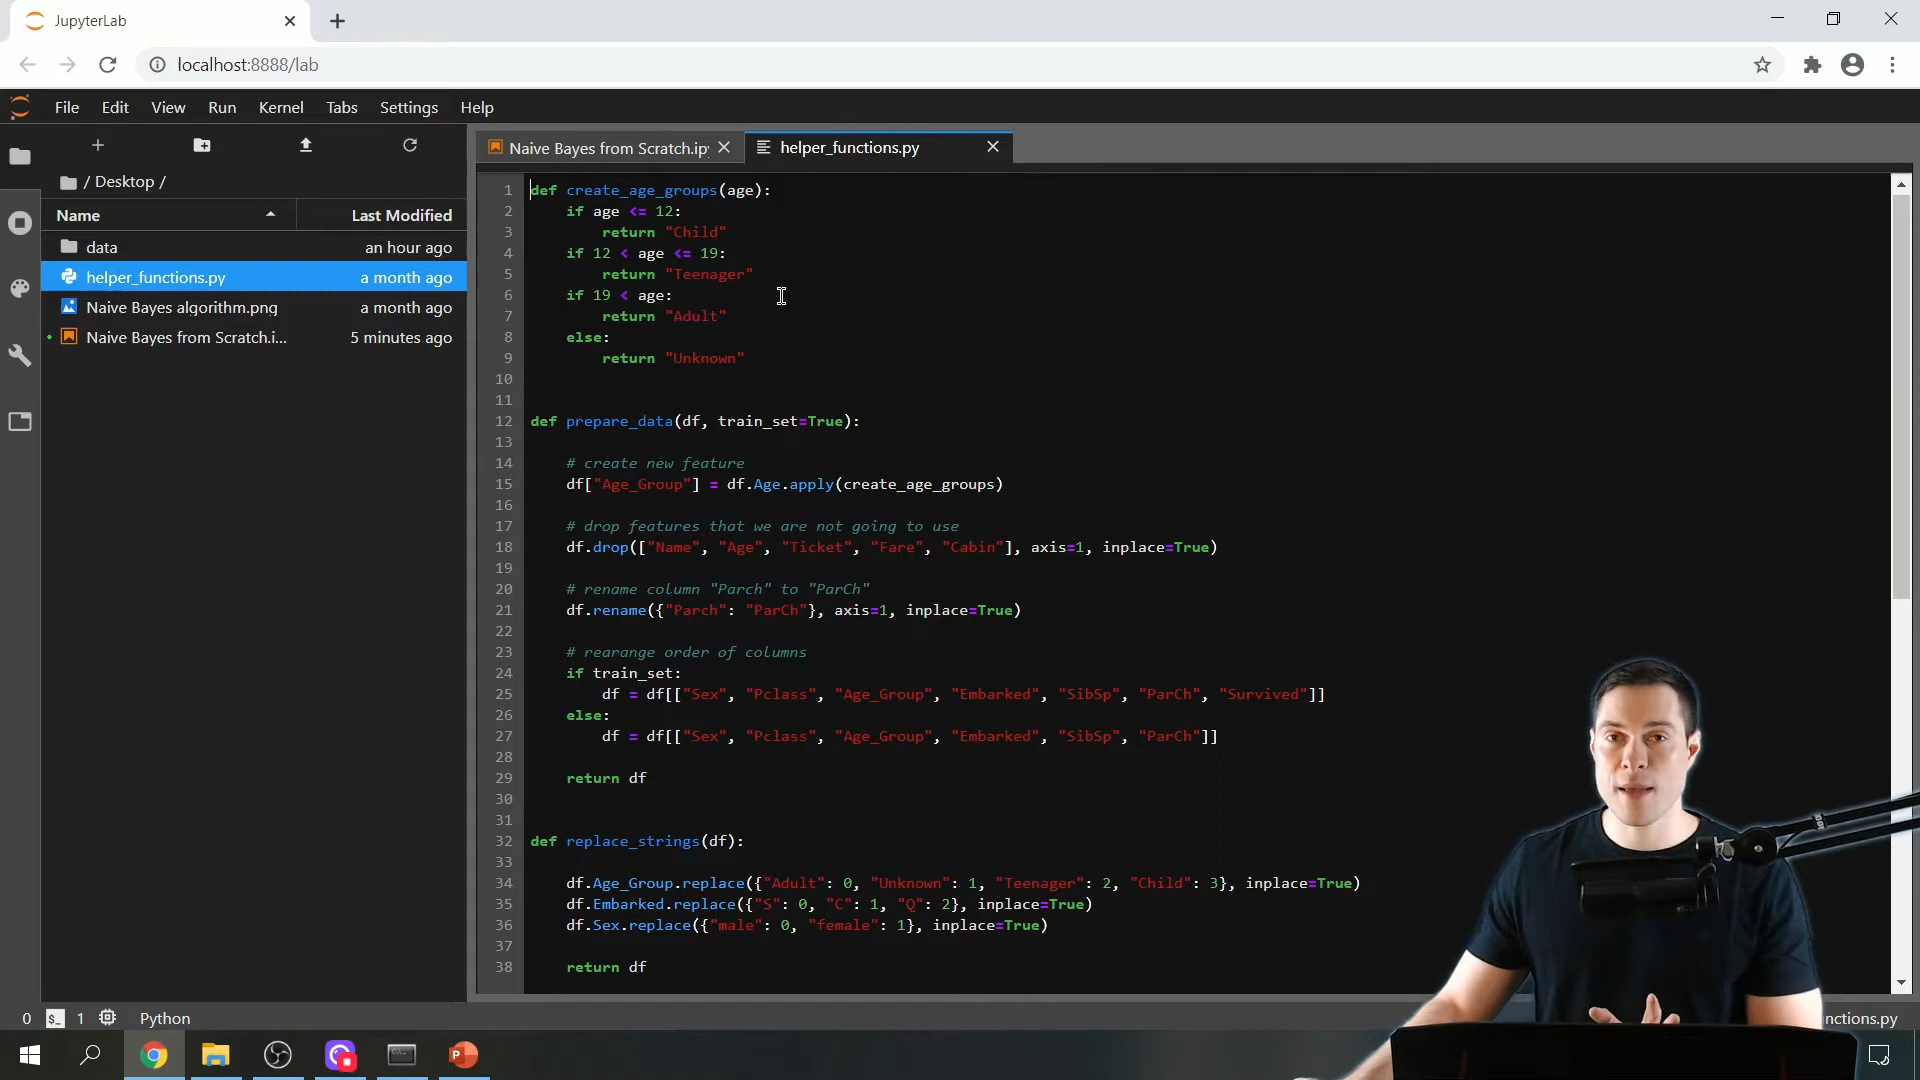 JupyterLab
localhost:8888/lab
File Edit View Run Kernel Tabs Settings Help
/ Desktop /
Name Last Modified
data an hour ago
helper_functions.py a month ago
Naive Bayes algorithm.png a month ago
Naive Bayes from Scratch.i... 5 minutes ago
Naive Bayes from Scratch.ipy helper_functions.py
1 def create_age_groups(age):
2 if age <= 12:
3 return "Child"
4 if 12 < age <= 19:
5 return "Teenager"
6 if 19 < age:
7 return "Adult"
8 else:
9 return "Unknown"
10
11
12 def prepare_data(df, train_set=True):
13
14 # create new feature
15 df["Age_Group"] = df.Age.apply(create_age_groups)
16
17 # drop features that we are not going to use
18 df.drop(["Name", "Age", "Ticket", "Fare", "Cabin"], axis=1, inplace=True)
19
20 # rename column "Parch" to "ParCh"
21 df.rename({"Parch": "ParCh"}, axis=1, inplace=True)
22
23 # rearange order of columns
24 if train_set:
25 df = df[["Sex", "Pclass", "Age_Group", "Embarked", "SibSp", "ParCh", "Survived"]]
26 else:
27 df = df[["Sex", "Pclass", "Age_Group", "Embarked", "SibSp", "ParCh"]]
28
29 return df
30
31
32 def replace_strings(df):
33
34 df.Age_Group.replace({"Adult": 0, "Unknown": 1, "Teenager": 2, "Child": 3}, inplace=True)
35 df.Embarked.replace({"S": 0, "C": 1, "Q": 2}, inplace=True)
36 df.Sex.replace({"male": 0, "female": 1}, inplace=True)
37
38 return df
0 1 Python nctions.py